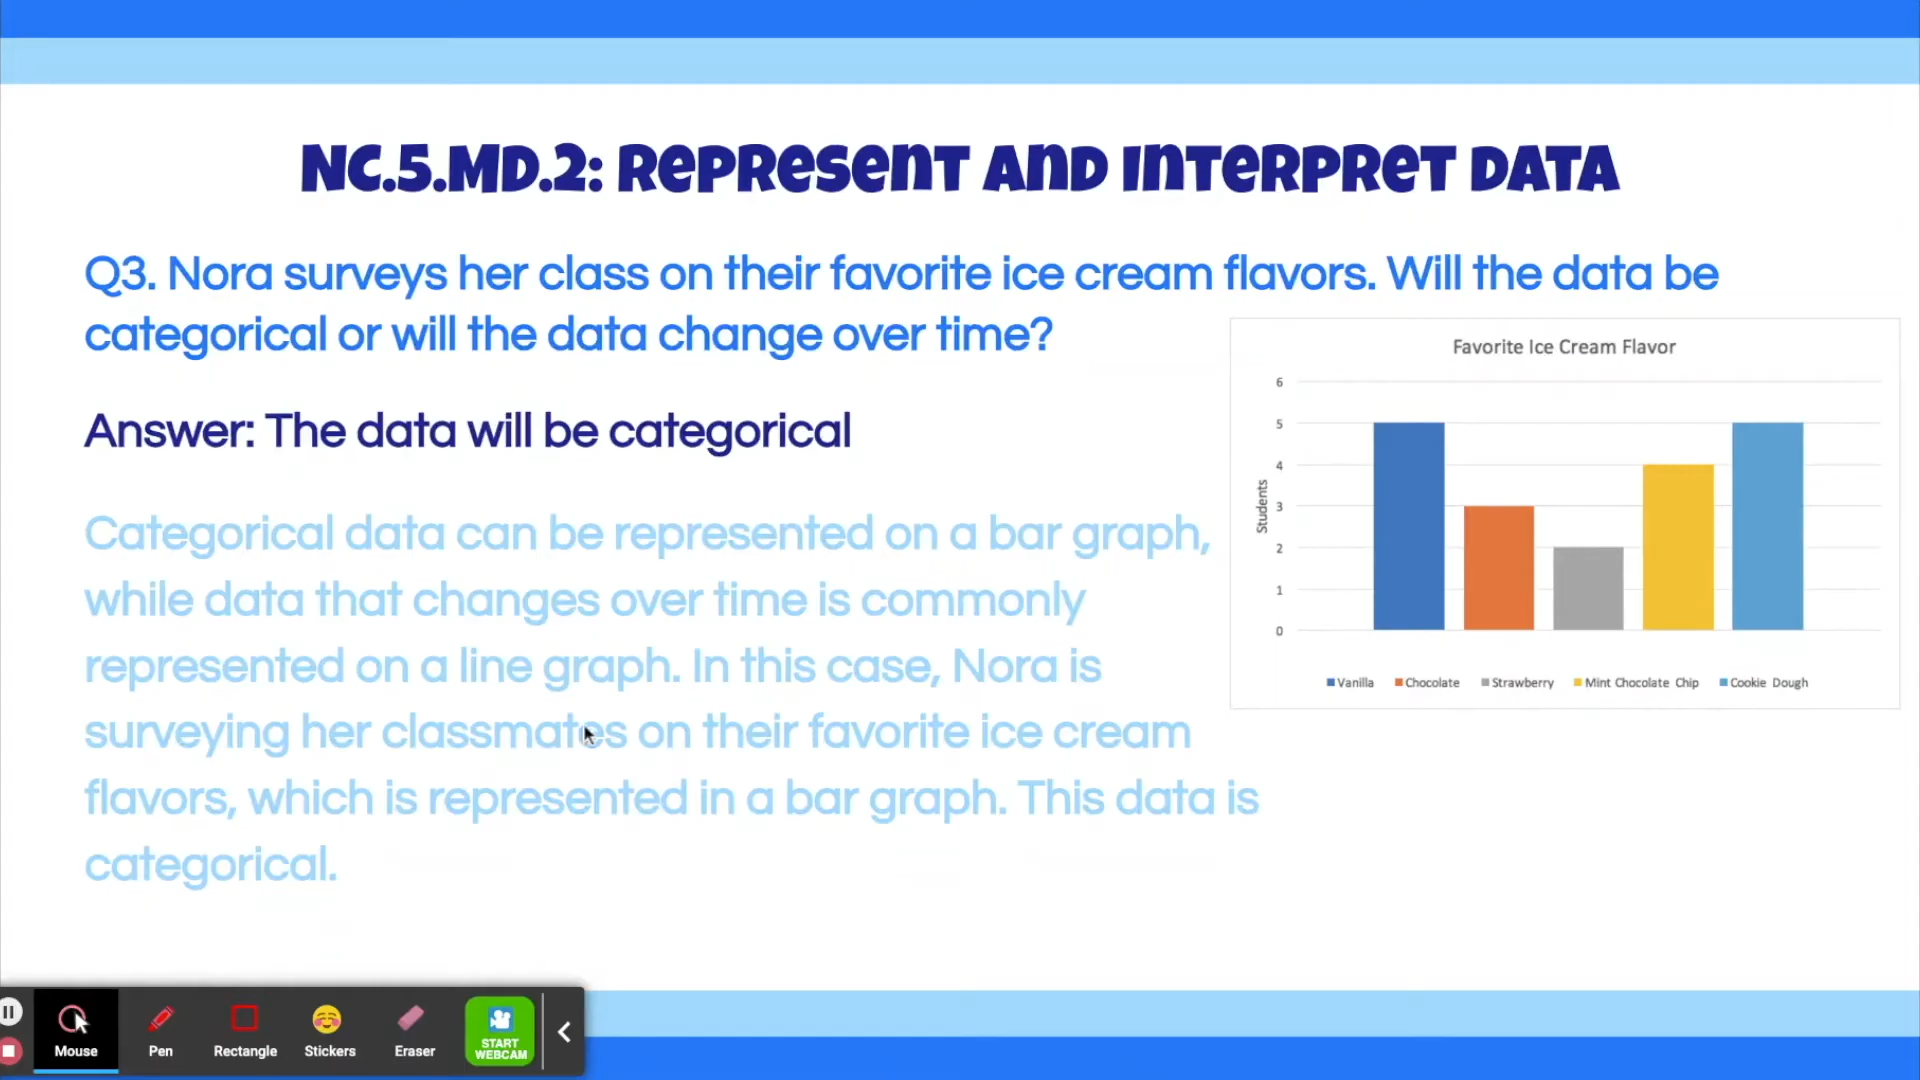 NC.5.MD.2: Represent and Interpret Data
Q3. Nora surveys her class on their favorite ice cream flavors. Will the data be
categorical or will the data change over time?
Answer: The data will be categorical
Categorical data can be represented on a bar graph,
while data that changes over time is commonly
represented on a line graph. In this case, Nora is
surveying her classmates on their favorite ice cream
flavors, which is represented in a bar graph. This data is
categorical.
Favorite Ice Cream Flavor
6
5
4
3
2
1
0
Students
Vanilla Chocolate Strawberry Mint Chocolate Chip Cookie Dough
Mouse Pen Rectangle Stickers Eraser
START
WEBCAM